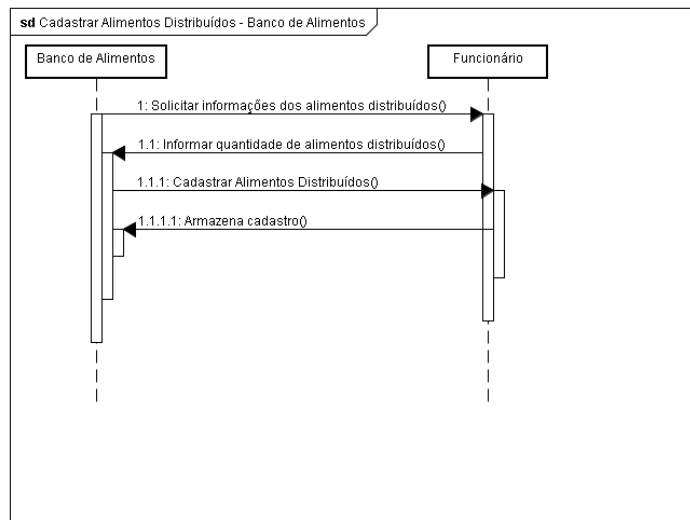 sd Cadastrar Alimentos Distribuídos - Banco de Alimentos
Banco de Alimentos
Funcionário
1: Solicitar informações dos alimentos distribuídos()
1.1: Informar quantidade de alimentos distribuídos()
1.1.1: Cadastrar Alimentos Distribuídos()
1.1.1.1: Armazena cadastro()